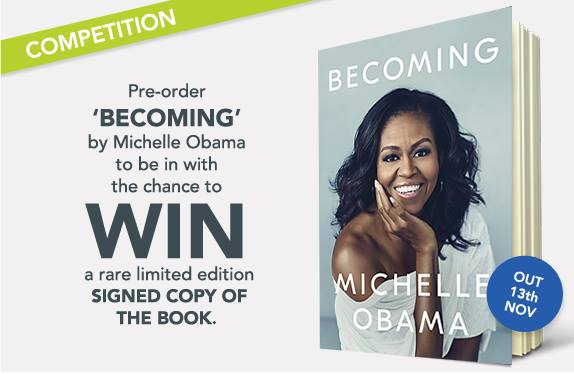 COMPETITION
Pre-order
‘BECOMING’
by Michelle Obama
to be in with
the chance to
WIN
a rare limited edition
SIGNED COPY OF
THE BOOK.
BECOMING
MICHELLE
OBAMA
OUT
13th
NOV